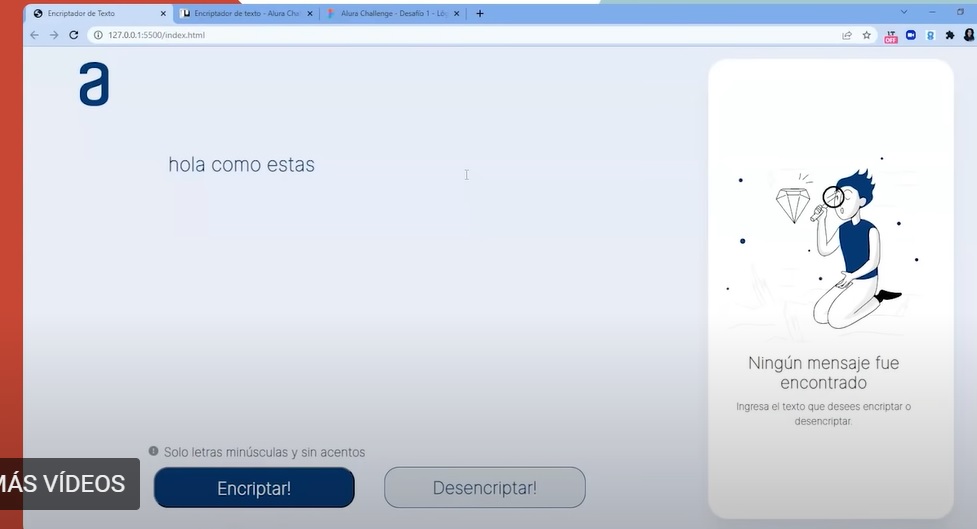 Encriptador de Texto
Encriptador de texto - Alura Cha
Alura Challenge - Desafío 1 - Ló
127.0.0.1:5500/index.html
OFF
a
hola como estas
Ningún mensaje fue
encontrado
Ingresa el texto que desees encriptar o
desencriptar.
Solo letras minúsculas y sin acentos
MÁS VÍDEOS
Encriptar!
Desencriptar!